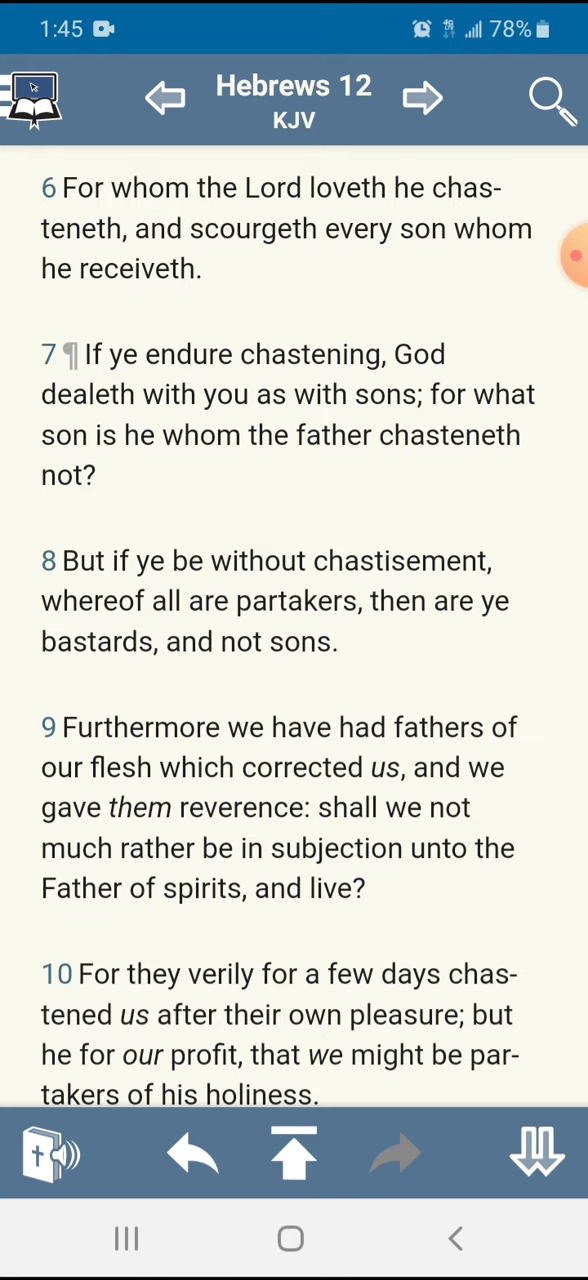 1:45 78%
Hebrews 12
KJV
6 For whom the Lord loveth he chas-
teneth, and scourgeth every son whom
he receiveth.
7 ¶ If ye endure chastening, God
dealeth with you as with sons; for what
son is he whom the father chasteneth
not?
8 But if ye be without chastisement,
whereof all are partakers, then are ye
bastards, and not sons.
9 Furthermore we have had fathers of
our flesh which corrected us, and we
gave them reverence: shall we not
much rather be in subjection unto the
Father of spirits, and live?
10 For they verily for a few days chas-
tened us after their own pleasure; but
he for our profit, that we might be par-
takers of his holiness.